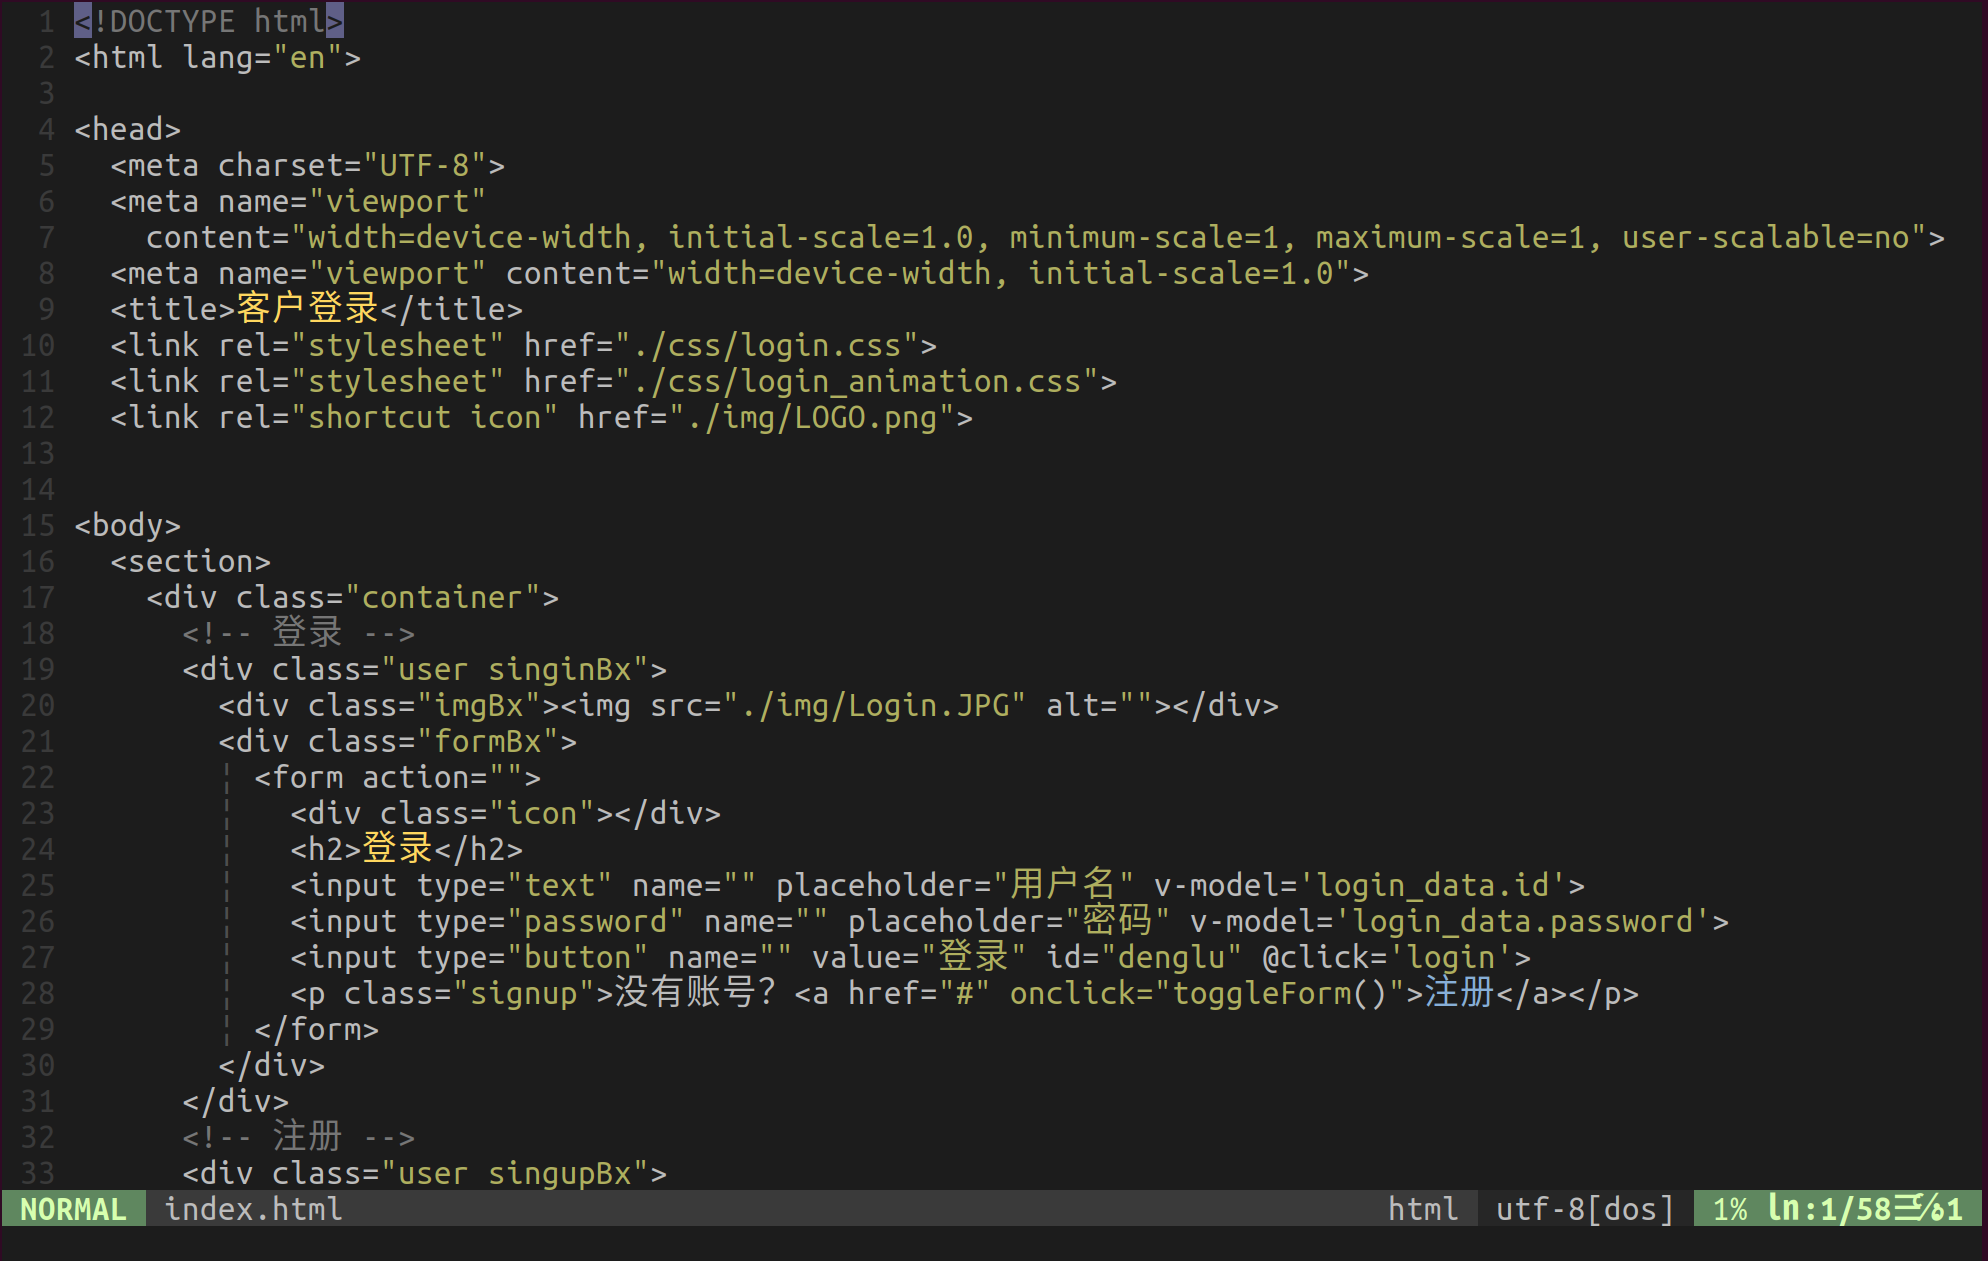 1 <!DOCTYPE html>
2 <html lang="en">
3
4 <head>
5   <meta charset="UTF-8">
6   <meta name="viewport"
7     content="width=device-width, initial-scale=1.0, minimum-scale=1, maximum-scale=1, user-scalable=no">
8   <meta name="viewport" content="width=device-width, initial-scale=1.0">
9   <title>客户登录</title>
10   <link rel="stylesheet" href="./css/login.css">
11   <link rel="stylesheet" href="./css/login_animation.css">
12   <link rel="shortcut icon" href="./img/LOGO.png">
13
14
15 <body>
16   <section>
17     <div class="container">
18       <!-- 登录 -->
19       <div class="user singinBx">
20         <div class="imgBx"><img src="./img/Login.JPG" alt=""></div>
21         <div class="formBx">
22         ¦ <form action="">
23         ¦   <div class="icon"></div>
24         ¦   <h2>登录</h2>
25         ¦   <input type="text" name="" placeholder="用户名" v-model='login_data.id'>
26         ¦   <input type="password" name="" placeholder="密码" v-model='login_data.password'>
27         ¦   <input type="button" name="" value="登录" id="denglu" @click='login'>
28         ¦   <p class="signup">没有账号？<a href="#" onclick="toggleForm()">注册</a></p>
29         ¦ </form>
30         </div>
31       </div>
32       <!-- 注册 -->
33       <div class="user singupBx">
NORMAL index.html html utf-8[dos] 1% ln:1/58